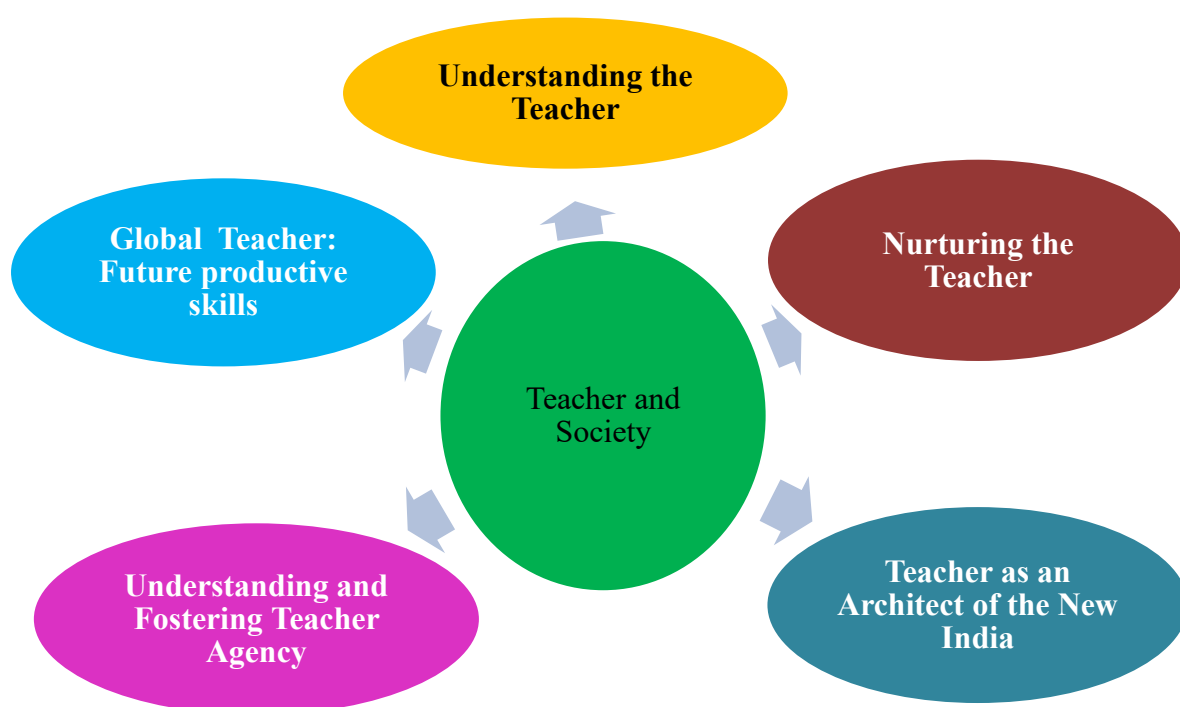 Understanding the
Teacher
Global  Teacher:
Future productive
skills
Nurturing the
Teacher
Teacher and
Society
Understanding and
Fostering Teacher
Agency
Teacher as an
Architect of the New
India